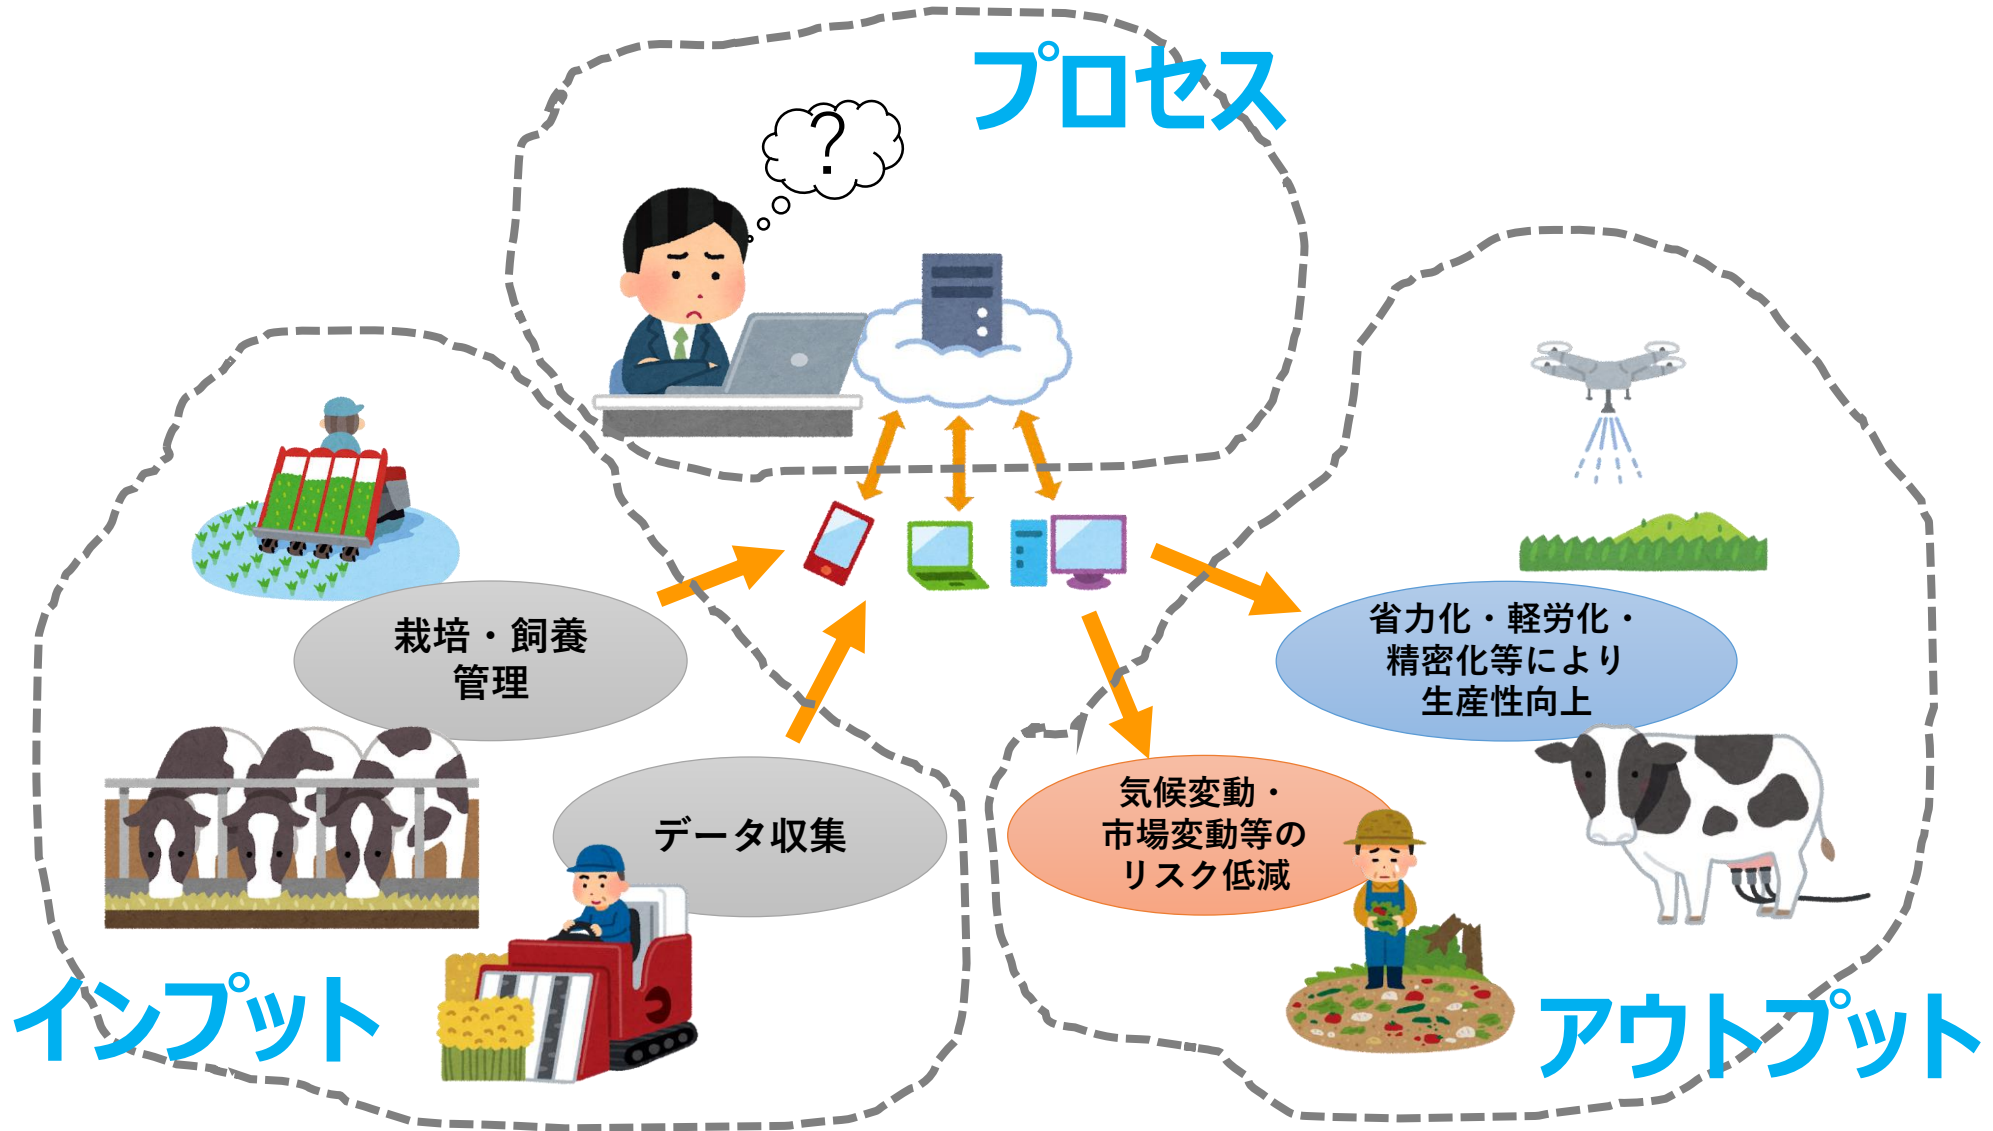 プロセス
?
栽培・飼養
管理
データ収集
インプット
省力化・軽労化・
精密化等により
生産性向上
気候変動・
市場変動等の
リスク低減
アウトプット